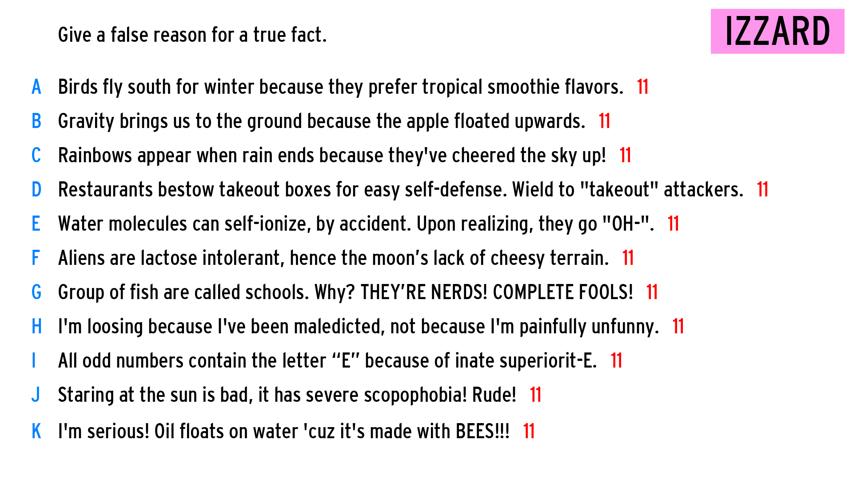 Give a false reason for a true fact.
IZZARD
A Birds fly south for winter because they prefer tropical smoothie flavors. 11
B Gravity brings us to the ground because the apple floated upwards. 11
C Rainbows appear when rain ends because they've cheered the sky up! 11
D Restaurants bestow takeout boxes for easy self-defense. Wield to "takeout" attackers. 11
E Water molecules can self-ionize, by accident. Upon realizing, they go "OH-". 11
F Aliens are lactose intolerant, hence the moon’s lack of cheesy terrain. 11
G Group of fish are called schools. Why? THEY’RE NERDS! COMPLETE FOOLS! 11
H I'm loosing because I've been maledicted, not because I'm painfully unfunny. 11
I All odd numbers contain the letter “E” because of inate superiorit-E. 11
J Staring at the sun is bad, it has severe scopophobia! Rude! 11
K I'm serious! Oil floats on water 'cuz it's made with BEES!!! 11